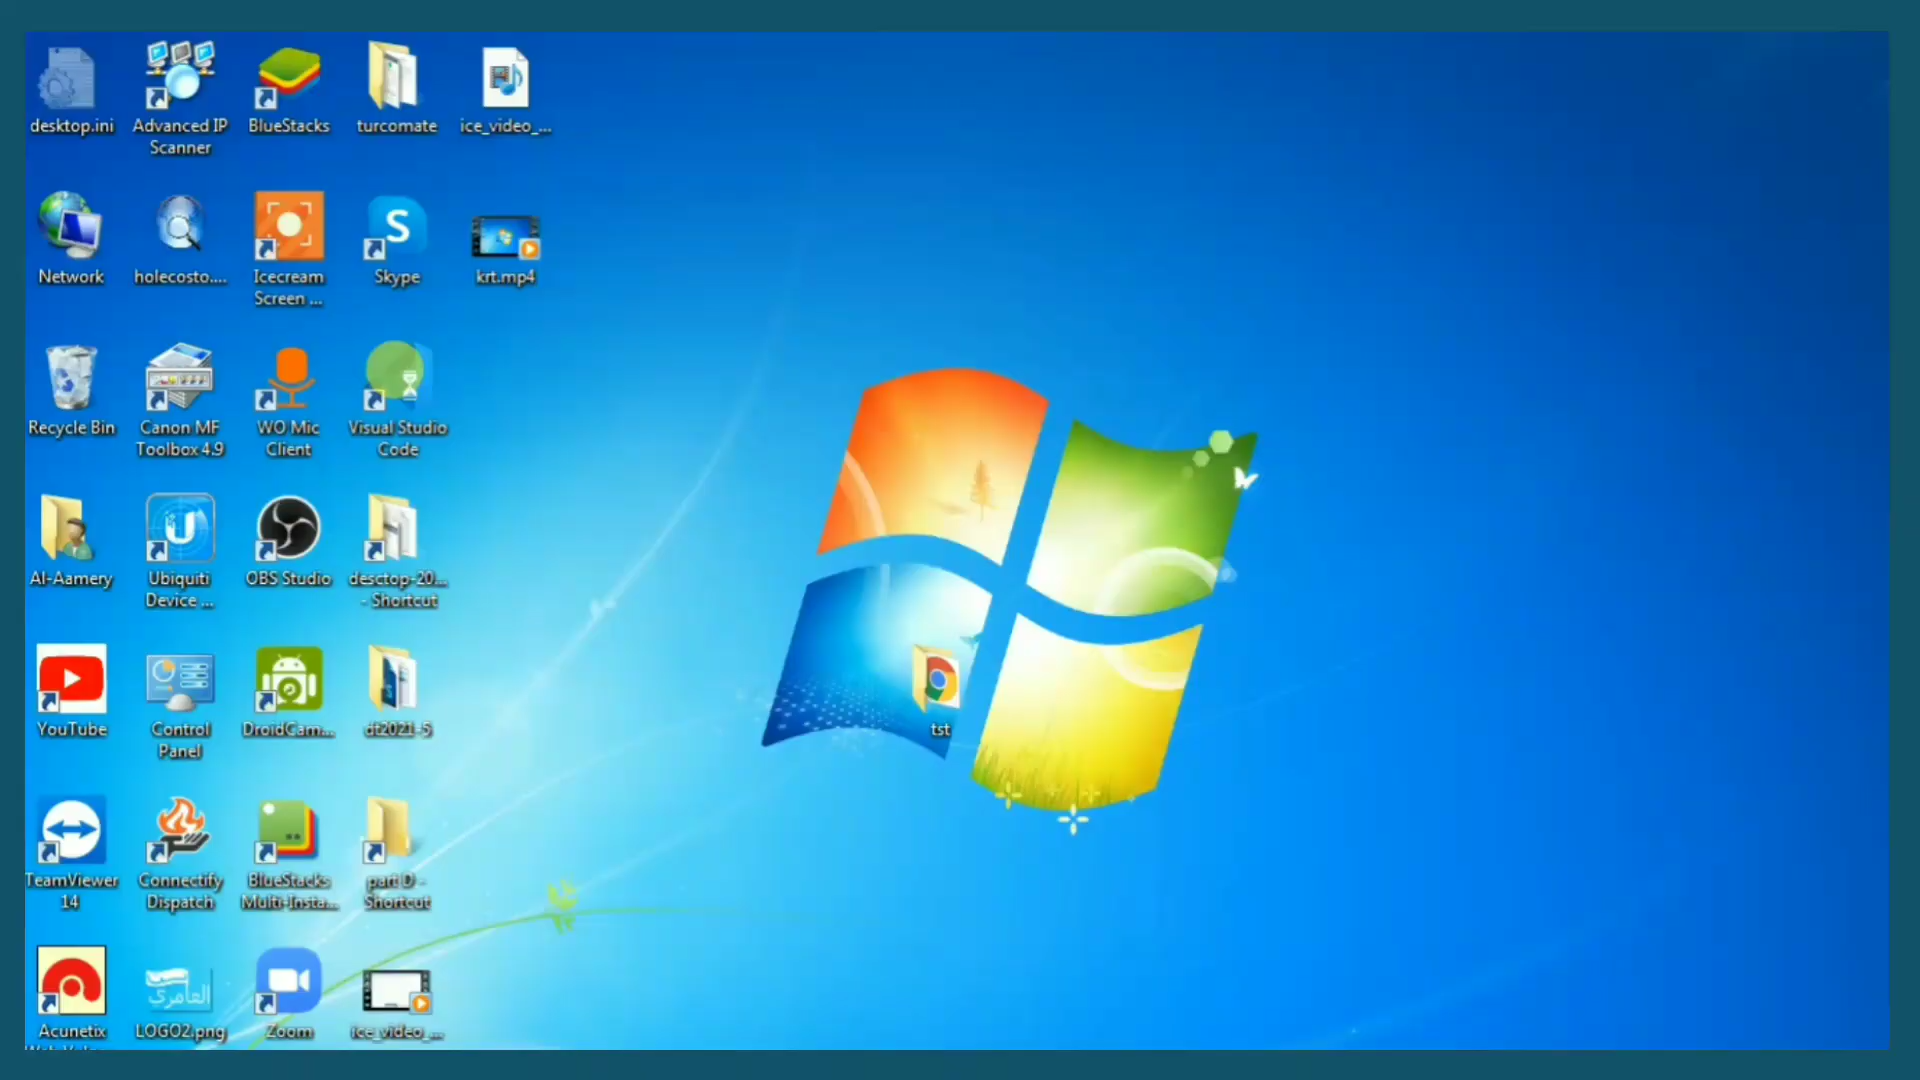 desktop.ini
Advanced IP
Scanner
BlueStacks
turcomate
ice_video_...
Network
holecosto....
Icecream
Screen ...
Skype
krt.mp4
Recycle Bin
Canon MF
Toolbox 4.9
WO Mic
Client
Visual Studio
Code
Al-Aamery
Ubiquiti
Device ...
OBS Studio
desctop-20...
- Shortcut
YouTube
Control
Panel
DroidCam...
dt2021-5
tst
TeamViewer
14
Connectify
Dispatch
BlueStacks
Multi-Insta...
part D -
Shortcut
Acunetix
العامري
LOGO2.png
Zoom
ice_video_...